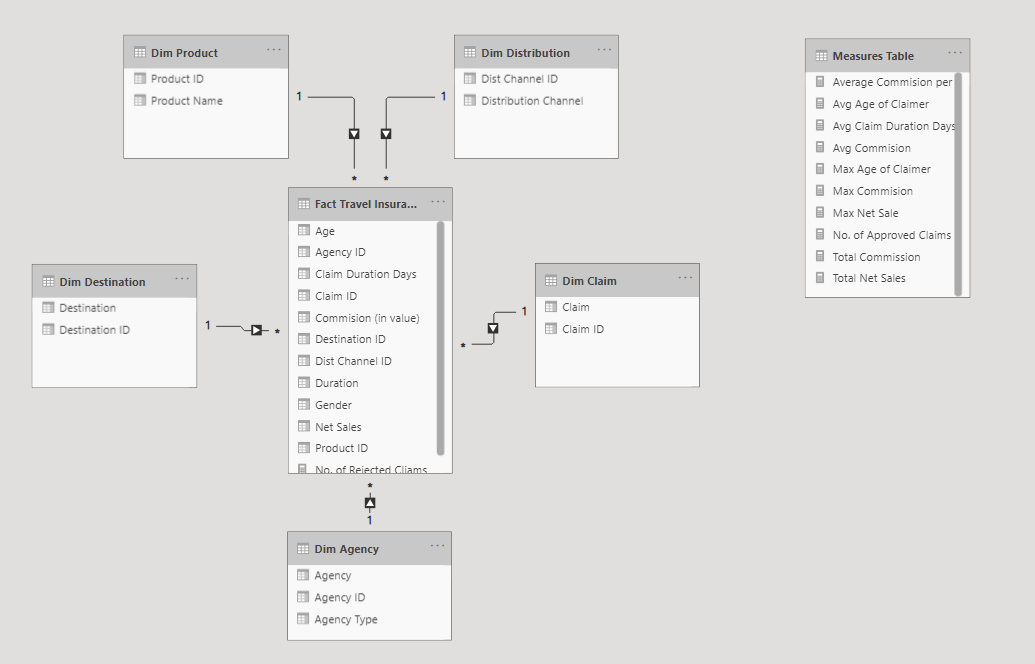 Dim Product
Product ID
Product Name
1
*
Dim Distribution
Dist Channel ID
Distribution Channel
1
*
Measures Table
Average Commision per
Avg Age of Claimer
Avg Claim Duration Days
Avg Commision
Max Age of Claimer
Max Commision
Max Net Sale
No. of Approved Claims
Total Commission
Total Net Sales
Fact Travel Insura...
Age
Agency ID
Claim Duration Days
Claim ID
Commision (in value)
Destination ID
Dist Channel ID
Duration
Gender
Net Sales
Product ID
No. of Rejected Cliams
Dim Destination
Destination
Destination ID
1
*
Dim Claim
Claim
Claim ID
1
*
*
1
Dim Agency
Agency
Agency ID
Agency Type